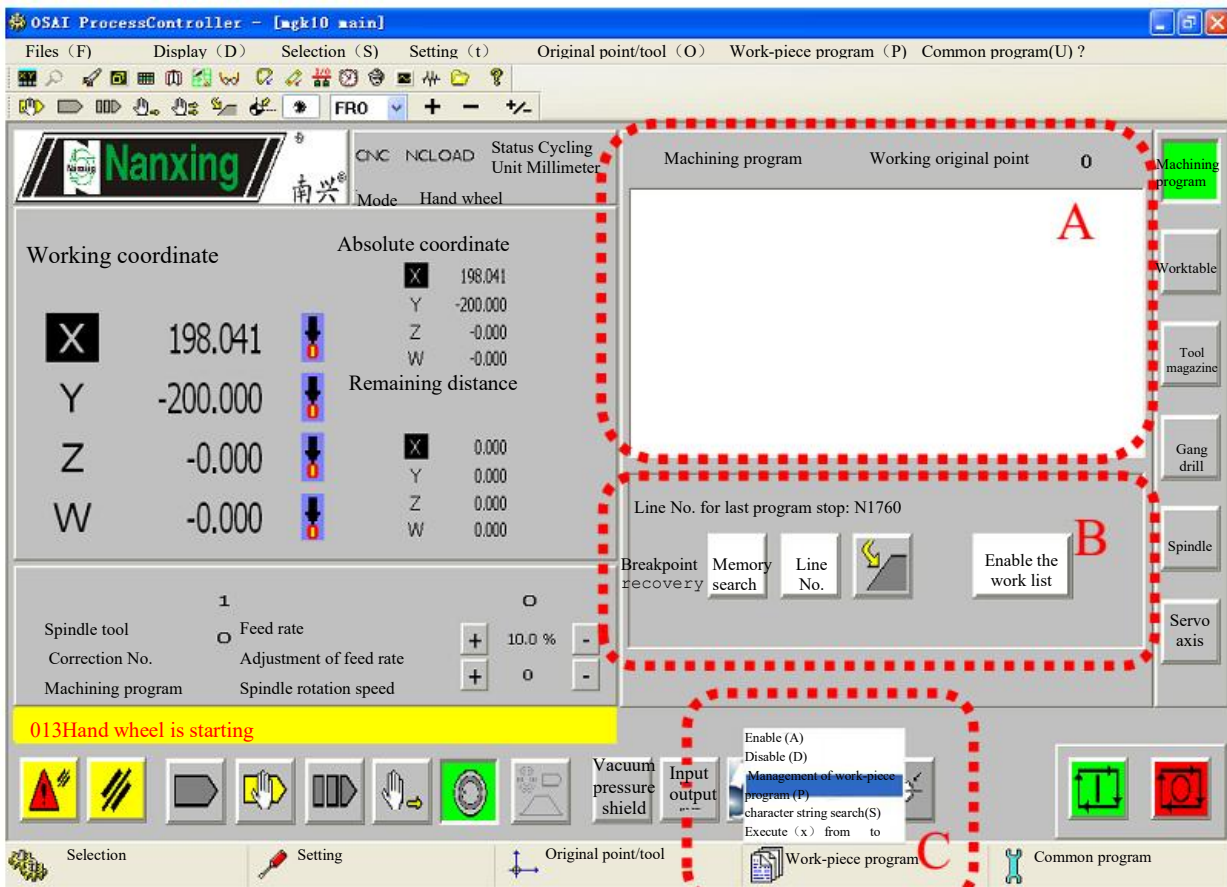 OSAI ProcessController - [mgk10 main]
Files（F） Display（D） Selection（S） Setting（t） Original point/tool（O） Work-piece program（P） Common program(U) ?
FRO
Nanxing
®
南兴®
CNC NCLOAD Status Cycling
Unit Millimeter
Mode Hand wheel
Working coordinate
X 198.041
Y -200.000
Z -0.000
W -0.000
Absolute coordinate
X 198.041
Y -200.000
Z -0.000
W -0.000
Remaining distance
X 0.000
Y 0.000
Z 0.000
W 0.000
1 0
Spindle tool 0 Feed rate + 10.0 % -
Correction No. Adjustment of feed rate
Machining program Spindle rotation speed + 0 -
Machining program Working original point 0
A
Line No. for last program stop: N1760
B
Breakpoint
recovery
Memory
search
Line
No.
Enable the
work list
Machining
program
Worktable
Tool
magazine
Gang
drill
Spindle
Servo
axis
013Hand wheel is starting
Vacuum
pressure
shield
Input
output
Enable (A)
Disable (D)
Management of work-piece
program (P)
character string search(S)
Execute（x）from to
C
Selection
Setting
Original point/tool
Work-piece program
Common program